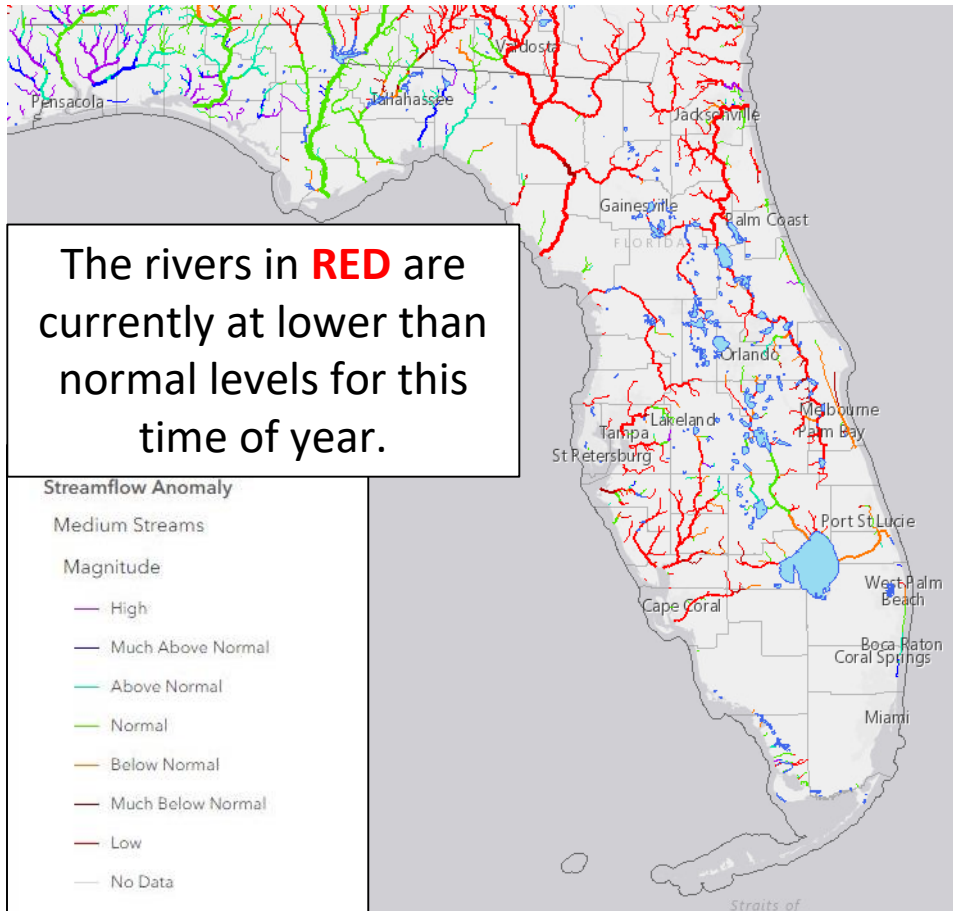 Valdosta
Pensacola
Tallahassee
Jacksonville
Gainesville
Palm Coast
FLORIDA
The rivers in RED are
currently at lower than
normal levels for this
time of year.
Orlando
Melbourne
Lakeland
Tampa
Palm Bay
St Petersburg
Streamflow Anomaly
Medium Streams
Magnitude
High
Much Above Normal
Above Normal
Normal
Below Normal
Much Below Normal
Low
No Data
Port St Lucie
West Palm
Beach
Cape Coral
Boca Raton
Coral Springs
Miami
Straits of